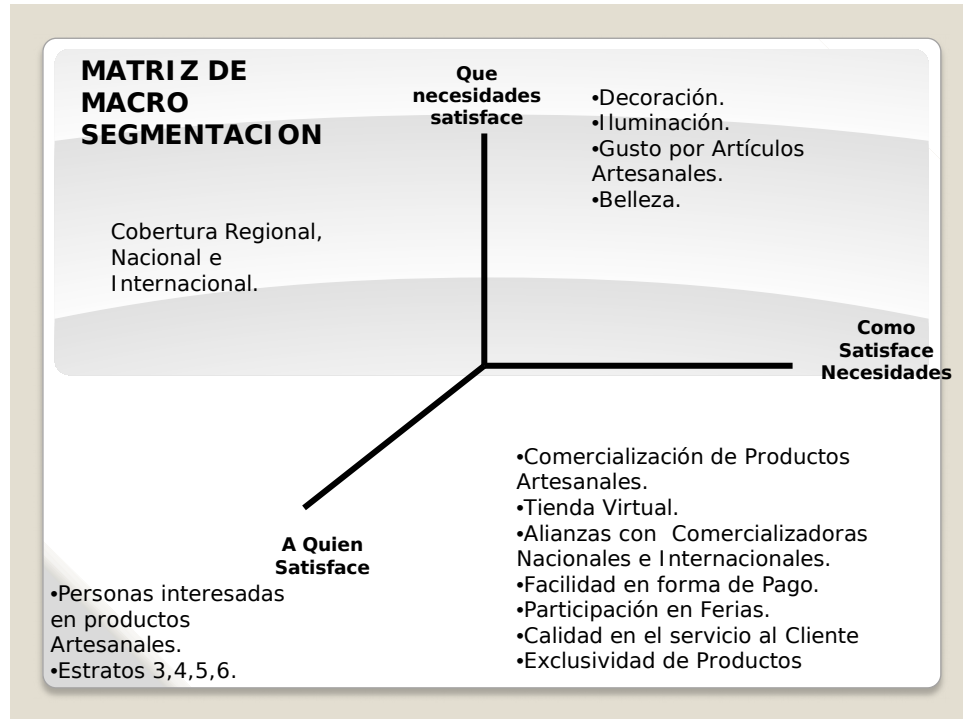 MATRIZ DE
MACRO
SEGMENTACION
Que
necesidades
satisface
•Decoración.
•Iluminación.
•Gusto por Artículos
Artesanales.
•Belleza.
Cobertura Regional,
Nacional e
Internacional.
Como
Satisface
Necesidades
A Quien
Satisface
•Personas interesadas
en productos
Artesanales.
•Estratos 3,4,5,6.
•Comercialización de Productos
Artesanales.
•Tienda Virtual.
•Alianzas con  Comercializadoras
Nacionales e Internacionales.
•Facilidad en forma de Pago.
•Participación en Ferias.
•Calidad en el servicio al Cliente
•Exclusividad de Productos